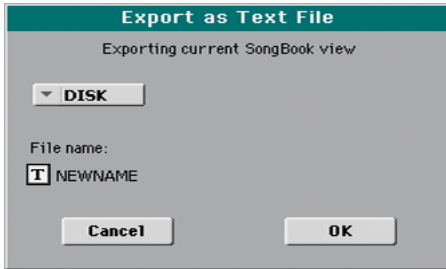 Export as Text File
Exporting current SongBook view
DISK
File name:
T NEWNAME
Cancel OK